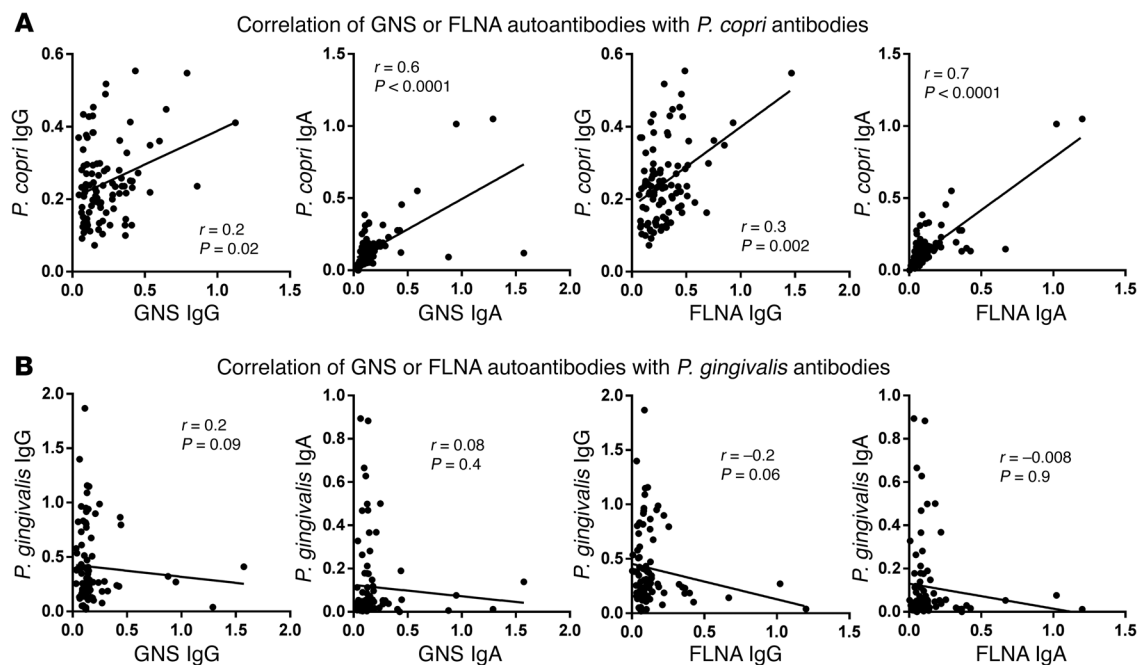 A
Correlation of GNS or FLNA autoantibodies with P. copri antibodies
P. copri IgG
0.6
0.4
0.2
0.0
0.0 0.5 1.0 1.5
GNS IgG
r = 0.2
P = 0.02
P. copri IgA
1.5
1.0
0.5
0.0
0.0 0.5 1.0 1.5 2.0
GNS IgA
r = 0.6
P < 0.0001
P. copri IgG
0.6
0.4
0.2
0.0
0.0 0.5 1.0 1.5
FLNA IgG
r = 0.3
P = 0.002
P. copri IgA
1.5
1.0
0.5
0.0
0.0 0.5 1.0 1.5
FLNA IgA
r = 0.7
P < 0.0001
B
Correlation of GNS or FLNA autoantibodies with P. gingivalis antibodies
P. gingivalis IgG
2.0
1.5
1.0
0.5
0.0
0.0 0.5 1.0 1.5 2.0
GNS IgG
r = 0.2
P = 0.09
P. gingivalis IgA
1.0
0.8
0.6
0.4
0.2
0.0
0.0 0.5 1.0 1.5 2.0
GNS IgA
r = 0.08
P = 0.4
P. gingivalis IgG
2.0
1.5
1.0
0.5
0.0
0.0 0.5 1.0 1.5
FLNA IgG
r = −0.2
P = 0.06
P. gingivalis IgA
1.0
0.8
0.6
0.4
0.2
0.0
0.0 0.5 1.0 1.5
FLNA IgA
r = −0.008
P = 0.9